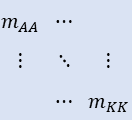 m_AA ⋯
⋮ ⋱ ⋮
⋯ m_KK